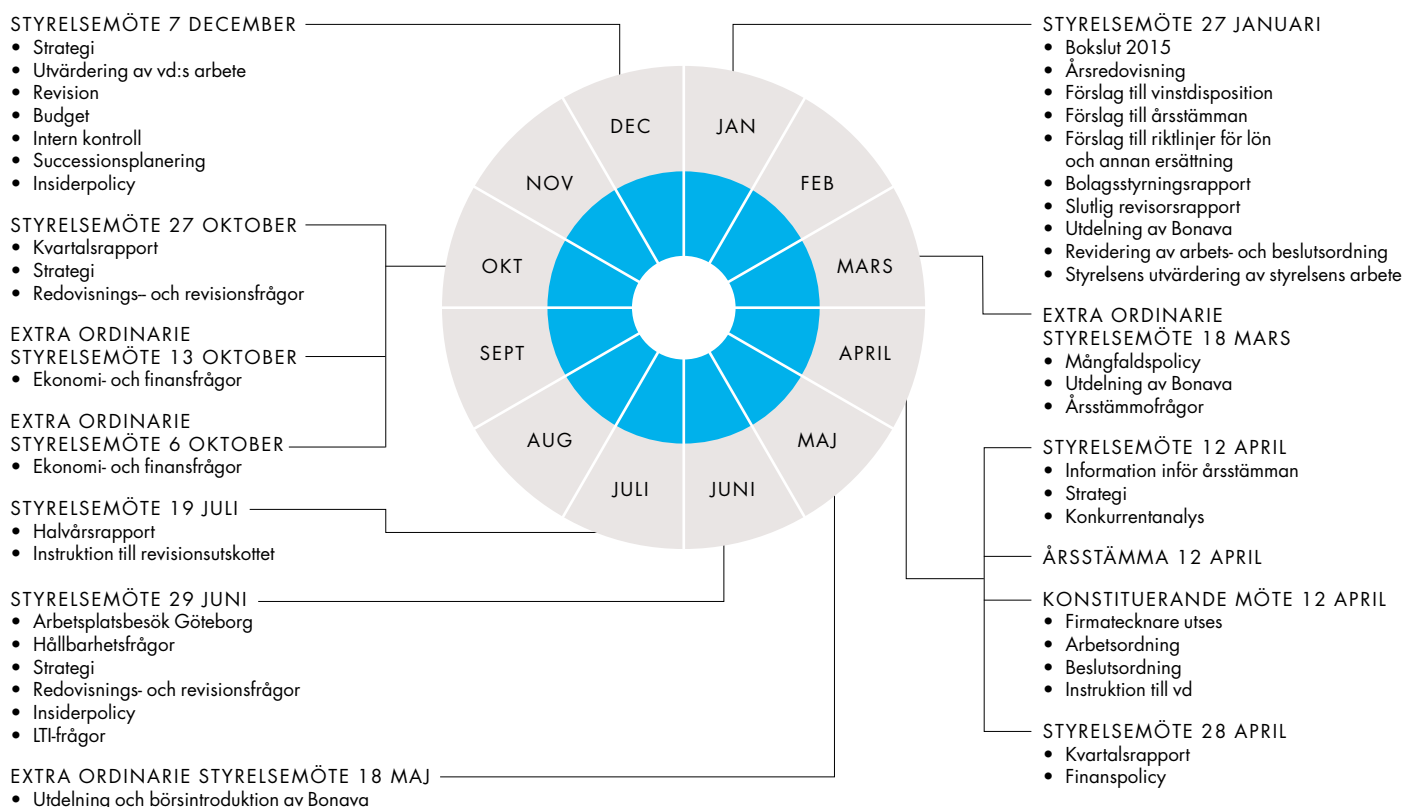 STYRELSEMÖTE 7 DECEMBER
• Strategi
• Utvärdering av vd:s arbete
• Revision
• Budget
• Intern kontroll
• Successionsplanering
• Insiderpolicy
STYRELSEMÖTE 27 OKTOBER
• Kvartalsrapport
• Strategi
• Redovisnings– och revisionsfrågor
EXTRA ORDINARIE
STYRELSEMÖTE 13 OKTOBER
• Ekonomi- och finansfrågor
EXTRA ORDINARIE
STYRELSEMÖTE 6 OKTOBER
• Ekonomi- och finansfrågor
STYRELSEMÖTE 19 JULI
• Halvårsrapport
• Instruktion till revisionsutskottet
STYRELSEMÖTE 29 JUNI
• Arbetsplatsbesök Göteborg
• Hållbarhetsfrågor
• Strategi
• Redovisnings- och revisionsfrågor
• Insiderpolicy
• LTI-frågor
EXTRA ORDINARIE STYRELSEMÖTE 18 MAJ
• Utdelning och börsintroduktion av Bonava
JAN
FEB
MARS
APRIL
MAJ
JUNI
JULI
AUG
SEPT
OKT
NOV
DEC
STYRELSEMÖTE 27 JANUARI
• Bokslut 2015
• Årsredovisning
• Förslag till vinstdisposition
• Förslag till årsstämman
• Förslag till riktlinjer för lön
och annan ersättning
• Bolagsstyrningsrapport
• Slutlig revisorsrapport
• Utdelning av Bonava
• Revidering av arbets- och beslutsordning
• Styrelsens utvärdering av styrelsens arbete
EXTRA ORDINARIE
STYRELSEMÖTE 18 MARS
• Mångfaldspolicy
• Utdelning av Bonava
• Årsstämmofrågor
STYRELSEMÖTE 12 APRIL
• Information inför årsstämman
• Strategi
• Konkurrentanalys
ÅRSSTÄMMA 12 APRIL
KONSTITUERANDE MÖTE 12 APRIL
• Firmatecknare utses
• Arbetsordning
• Beslutsordning
• Instruktion till vd
STYRELSEMÖTE 28 APRIL
• Kvartalsrapport
• Finanspolicy